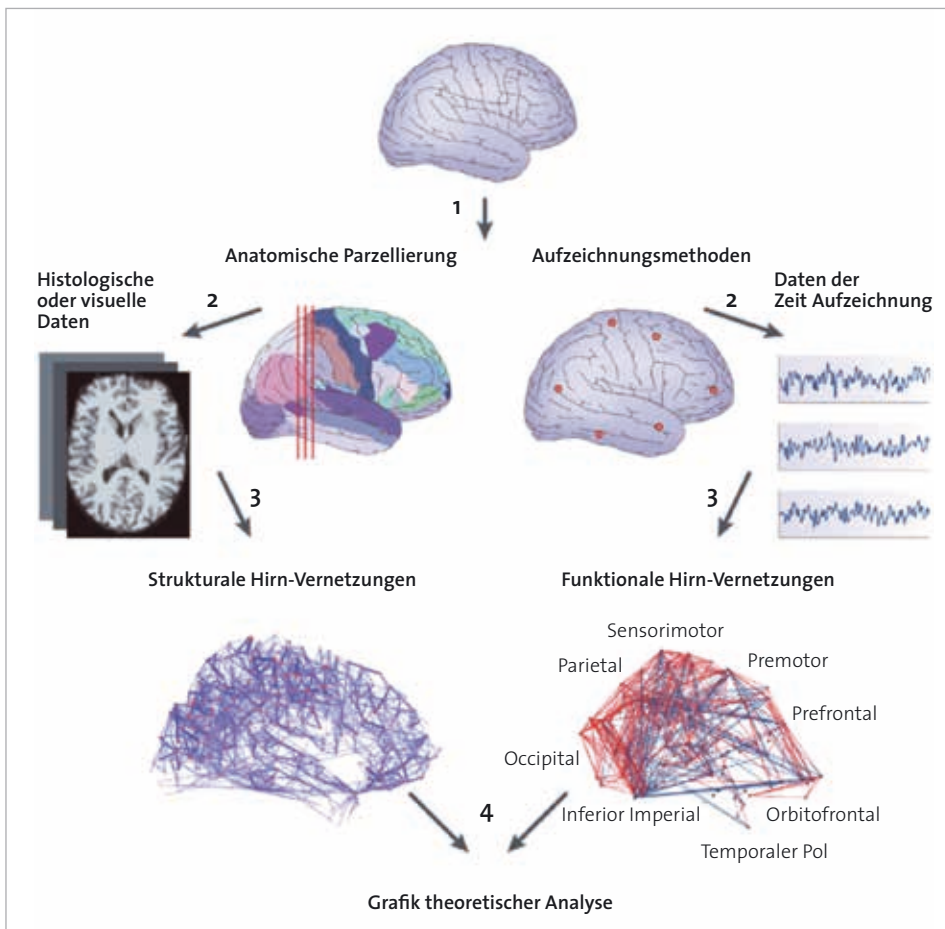 1
Anatomische Parzellierung
Aufzeichnungsmethoden
Histologische
oder visuelle
Daten
2
2
Daten der
Zeit Aufzeichnung
3
3
Strukturale Hirn-Vernetzungen
Funktionale Hirn-Vernetzungen
Sensorimotor
Parietal
Premotor
Prefrontal
Occipital
4
Inferior Imperial
Orbitofrontal
Temporaler Pol
Grafik theoretischer Analyse